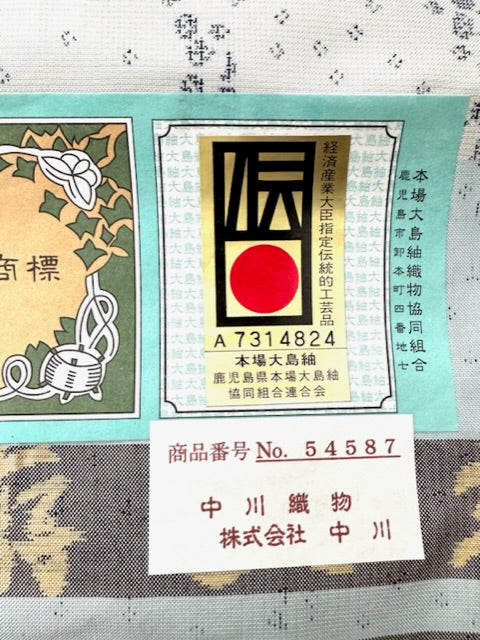 商標
経済産業大臣指定伝統的工芸品
A7314824
本場大島紬
鹿児島県本場大島紬
協同組合連合会
本場大島紬織物協同組合
鹿児島市卸本町四番地七
商品番号 No. 54587
中川織物
株式会社 中川